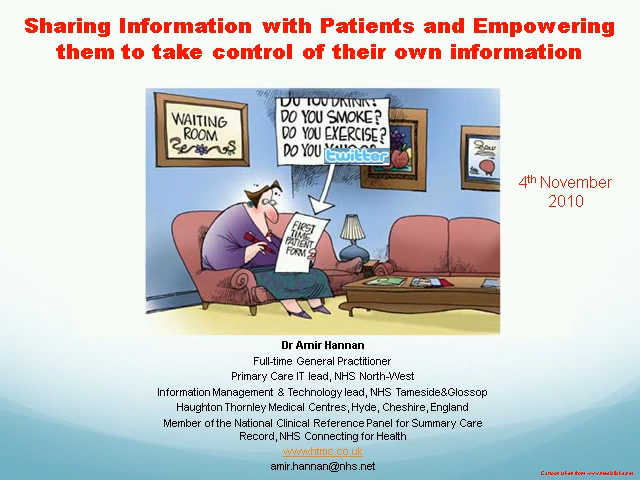 Sharing Information with Patients and Empowering
them to take control of their own information
WAITING
ROOM
DO YOU DRINK?
DO YOU SMOKE?
DO YOU EXERCISE?
DO YOU
twitter
FIRST
TIME
PATIENT
FORM
4th November
2010
Dr Amir Hannan
Full-time General Practitioner
Primary Care IT lead, NHS North-West
Information Management & Technology lead, NHS Tameside&Glossop
Haughton Thornley Medical Centres, Hyde, Cheshire, England
Member of the National Clinical Reference Panel for Summary Care
Record, NHS Connecting for Health
www.htmc.co.uk
amir.hannan@nhs.net
Cartoon taken from